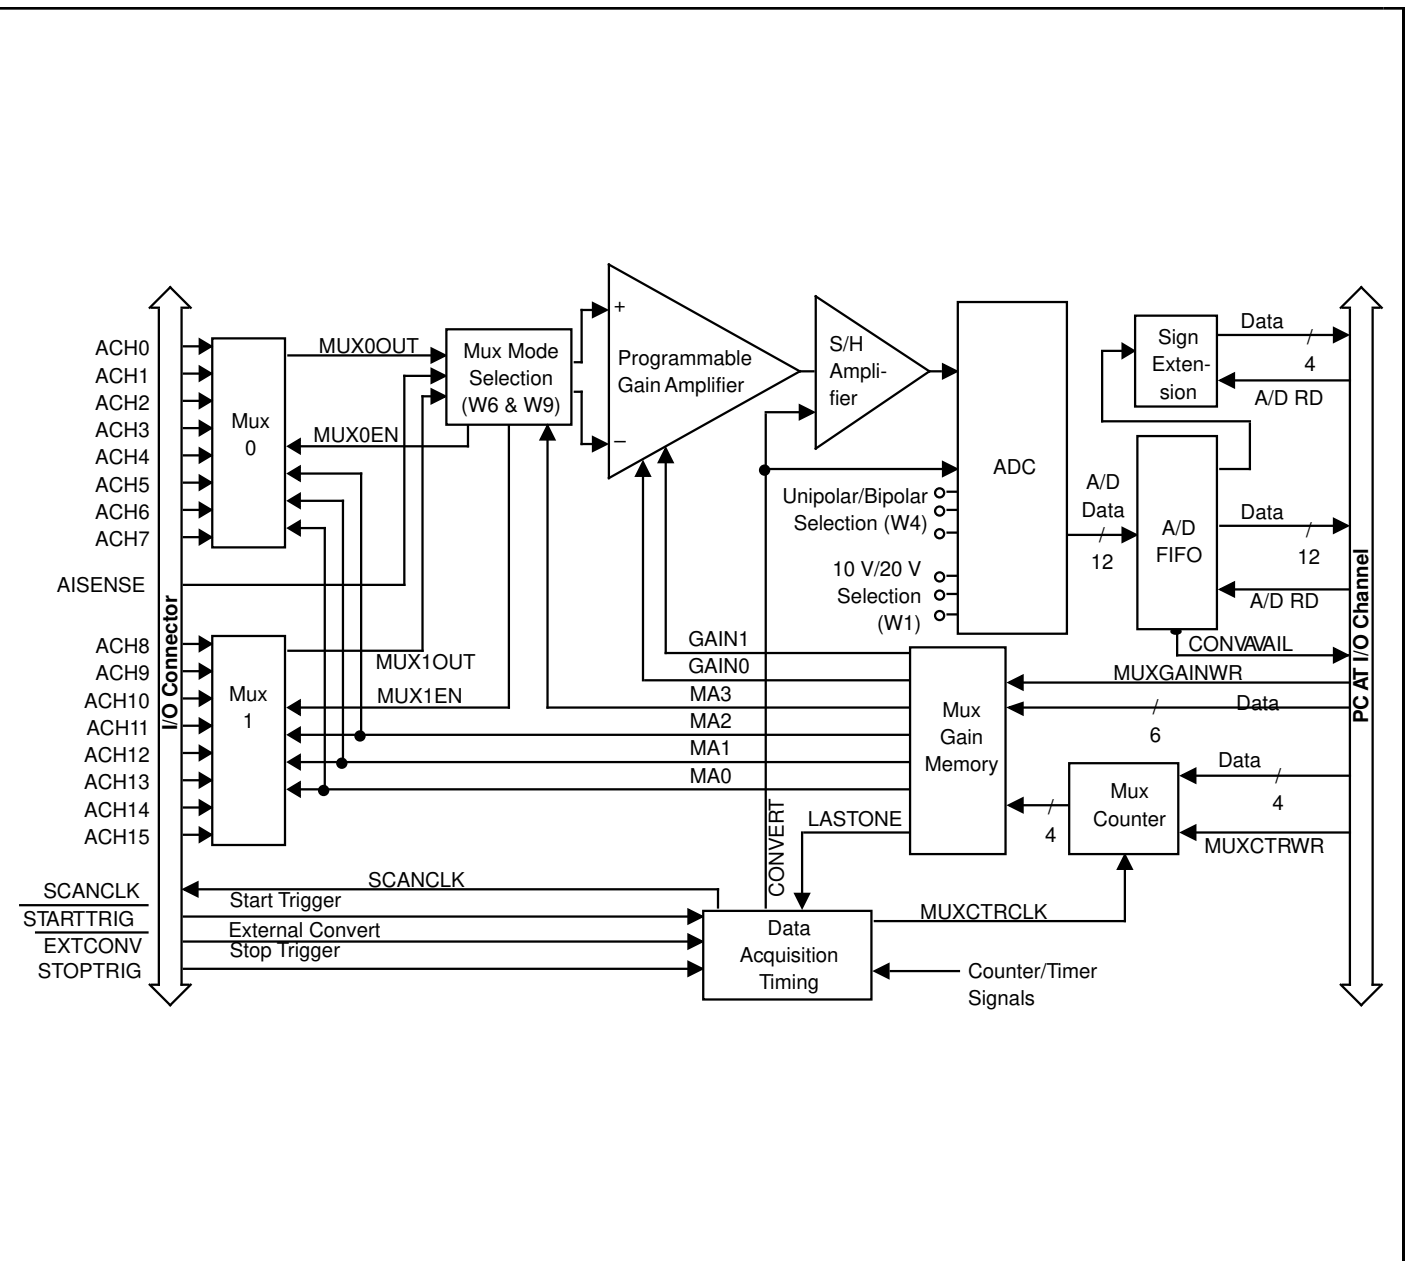 ACH0
ACH1
ACH2
ACH3
ACH4
ACH5
ACH6
ACH7
AISENSE
ACH8
ACH9
ACH10
ACH11
ACH12
ACH13
ACH14
ACH15
SCANCLK
STARTTRIG
EXTCONV
STOPTRIG
I/O Connector
Mux
0
Mux
1
MUX0OUT
MUX0EN
MUX1OUT
MUX1EN
Mux Mode
Selection
(W6 & W9)
+
Programmable
Gain Amplifier
–
S/H
Ampli-
fier
ADC
Unipolar/Bipolar
Selection (W4)
10 V/20 V
Selection
(W1)
A/D
Data
12
Sign
Exten-
sion
A/D
FIFO
Data
4
A/D RD
Data
12
A/D RD
CONVAVAIL
MUXGAINWR
Data
6
Data
4
MUXCTRWR
PC AT I/O Channel
GAIN1
GAIN0
MA3
MA2
MA1
MA0
LASTONE
CONVERT
Mux
Gain
Memory
4
Mux
Counter
SCANCLK
Start Trigger
External Convert
Stop Trigger
Data
Acquisition
Timing
MUXCTRCLK
Counter/Timer
Signals